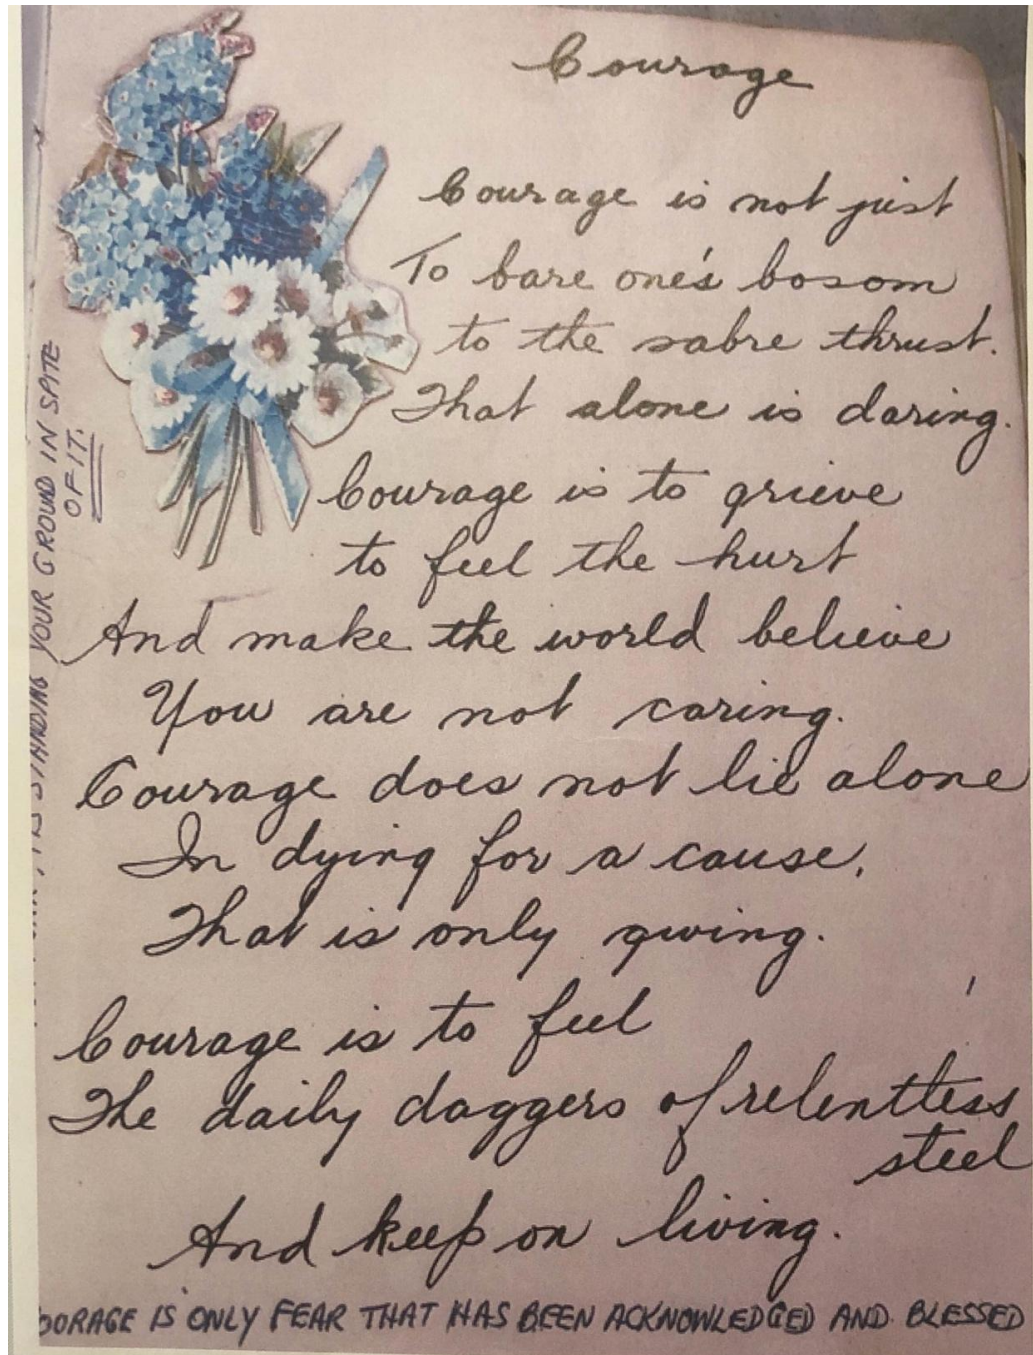 Courage
Courage is not just
To bare one's bosom
to the sabre thrust.
That alone is daring.
Courage is to grieve
to feel the hurt
And make the world believe
You are not caring.
Courage does not lie alone
In dying for a cause.
That is only giving.
Courage is to feel
The daily daggers of relentless
steel
And keep on living.
OURAGE IS ONLY FEAR THAT HAS BEEN ACKNOWLEDGED AND BLESSED
STANDING YOUR GROUND IN SPITE
OF IT.